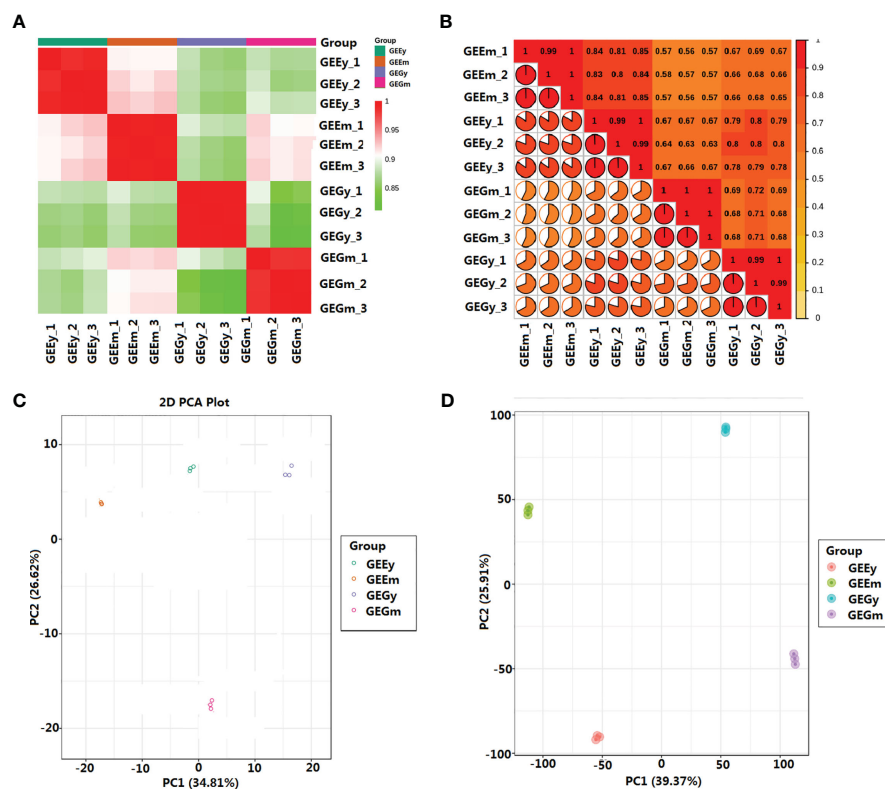 A
Group
GEEy
GEEm
GEGy
GEGm
1
0.95
0.9
0.85
GEEy_1
GEEy_2
GEEy_3
GEEm_1
GEEm_2
GEEm_3
GEGy_1
GEGy_2
GEGy_3
GEGm_1
GEGm_2
GEGm_3
GEEy_1
GEEy_2
GEEy_3
GEEm_1
GEEm_2
GEEm_3
GEGy_1
GEGy_2
GEGy_3
GEGm_1
GEGm_2
GEGm_3
B
GEEm_1 1 0.99 1 0.84 0.81 0.85 0.57 0.56 0.57 0.67 0.69 0.67
GEEm_2 1 1 0.83 0.8 0.84 0.58 0.57 0.57 0.66 0.68 0.66
GEEm_3 1 0.84 0.81 0.85 0.57 0.56 0.57 0.66 0.68 0.65
GEEy_1 1 0.99 1 0.67 0.67 0.67 0.79 0.8 0.79
GEEy_2 1 0.99 0.64 0.63 0.63 0.8 0.8 0.8
GEEy_3 1 0.67 0.66 0.67 0.78 0.79 0.78
GEGm_1 1 1 1 0.69 0.72 0.69
GEGm_2 1 1 0.68 0.71 0.68
GEGm_3 1 0.68 0.71 0.68
GEGy_1 1 0.99 1
GEGy_2 1 0.99
GEGy_3 1
GEEm_1
GEEm_2
GEEm_3
GEEy_1
GEEy_2
GEEy_3
GEGm_1
GEGm_2
GEGm_3
GEGy_1
GEGy_2
GEGy_3
1
0.9
0.8
0.7
0.6
0.5
0.4
0.3
0.2
0.1
0
C
2D PCA Plot
PC2 (26.62%)
10
0
-10
-20
-20 -10 0 10 20
PC1 (34.81%)
Group
GEEy
GEEm
GEGy
GEGm
D
PC2 (25.91%)
100
50
0
-50
-100
-100 -50 0 50 100
PC1 (39.37%)
Group
GEEy
GEEm
GEGy
GEGm